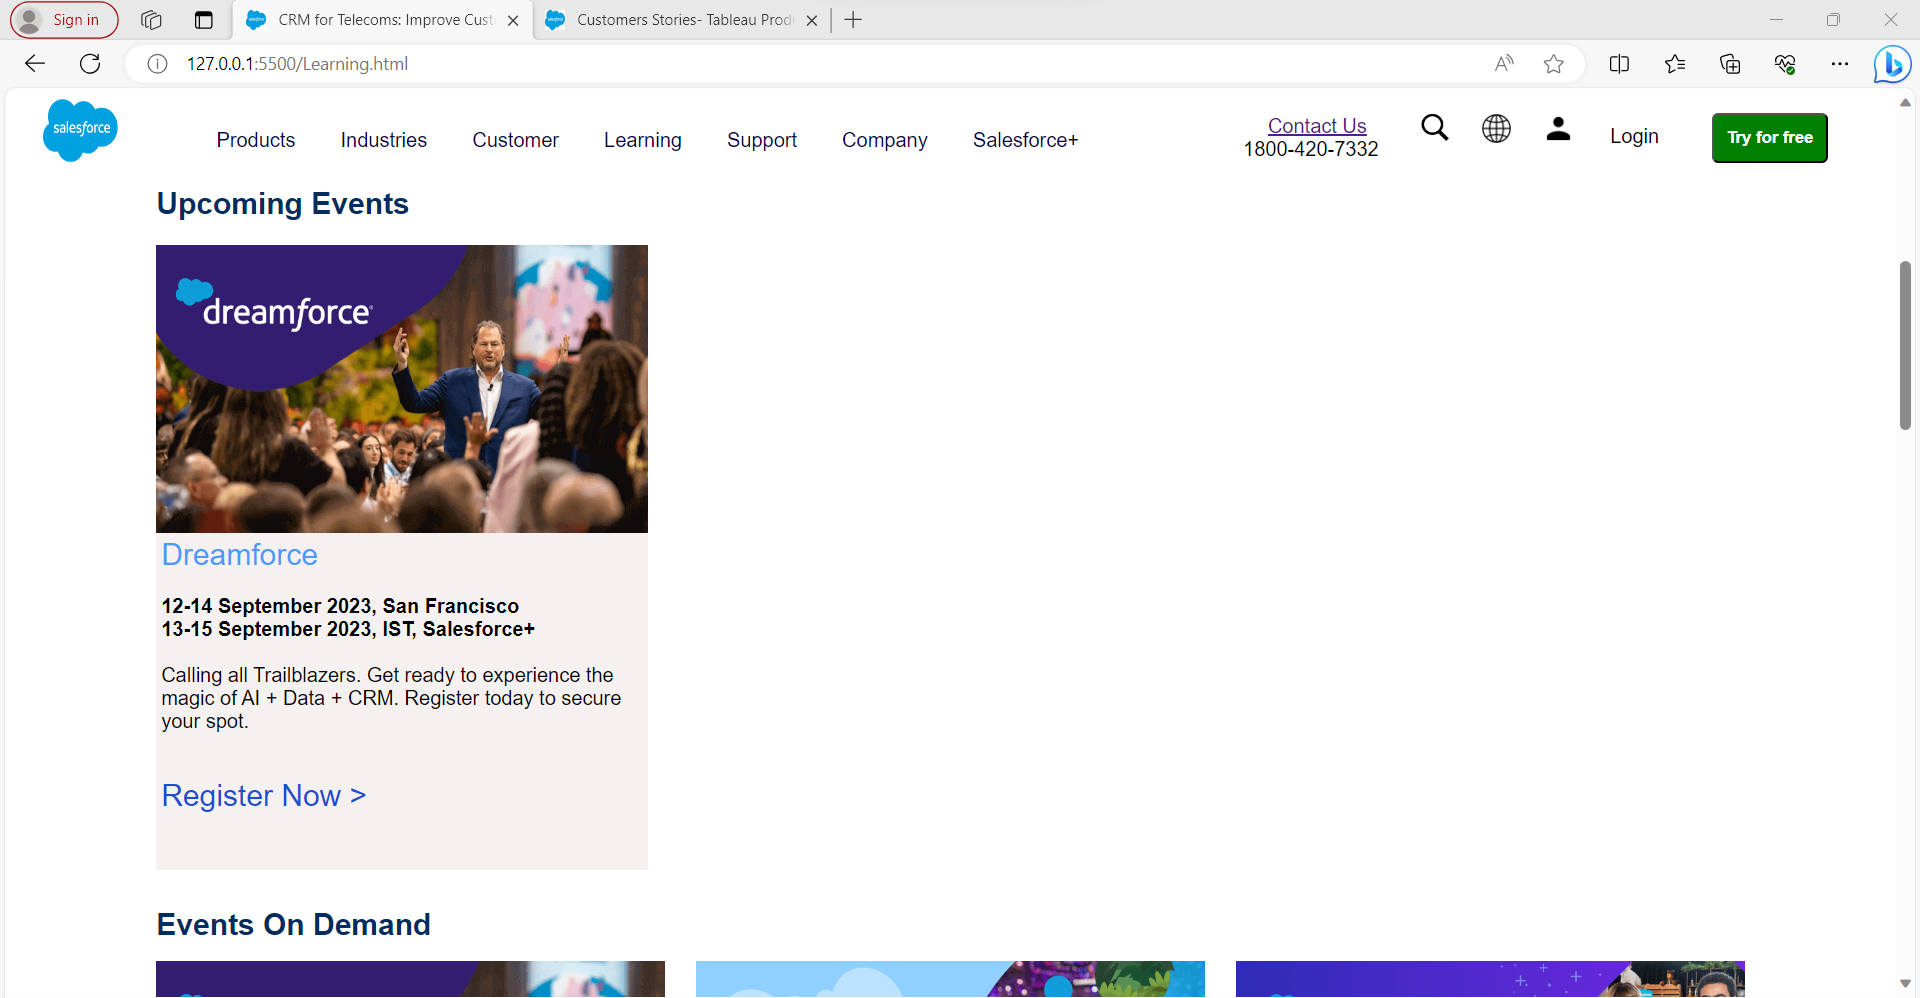 Sign in
CRM for Telecoms: Improve Cust
Customers Stories- Tableau Prod
127.0.0.1:5500/Learning.html
salesforce
Products
Industries
Customer
Learning
Support
Company
Salesforce+
Contact Us
1800-420-7332
Login
Try for free
Upcoming Events
dreamforce
Dreamforce
12-14 September 2023, San Francisco
13-15 September 2023, IST, Salesforce+
Calling all Trailblazers. Get ready to experience the
magic of AI + Data + CRM. Register today to secure
your spot.
Register Now >
Events On Demand